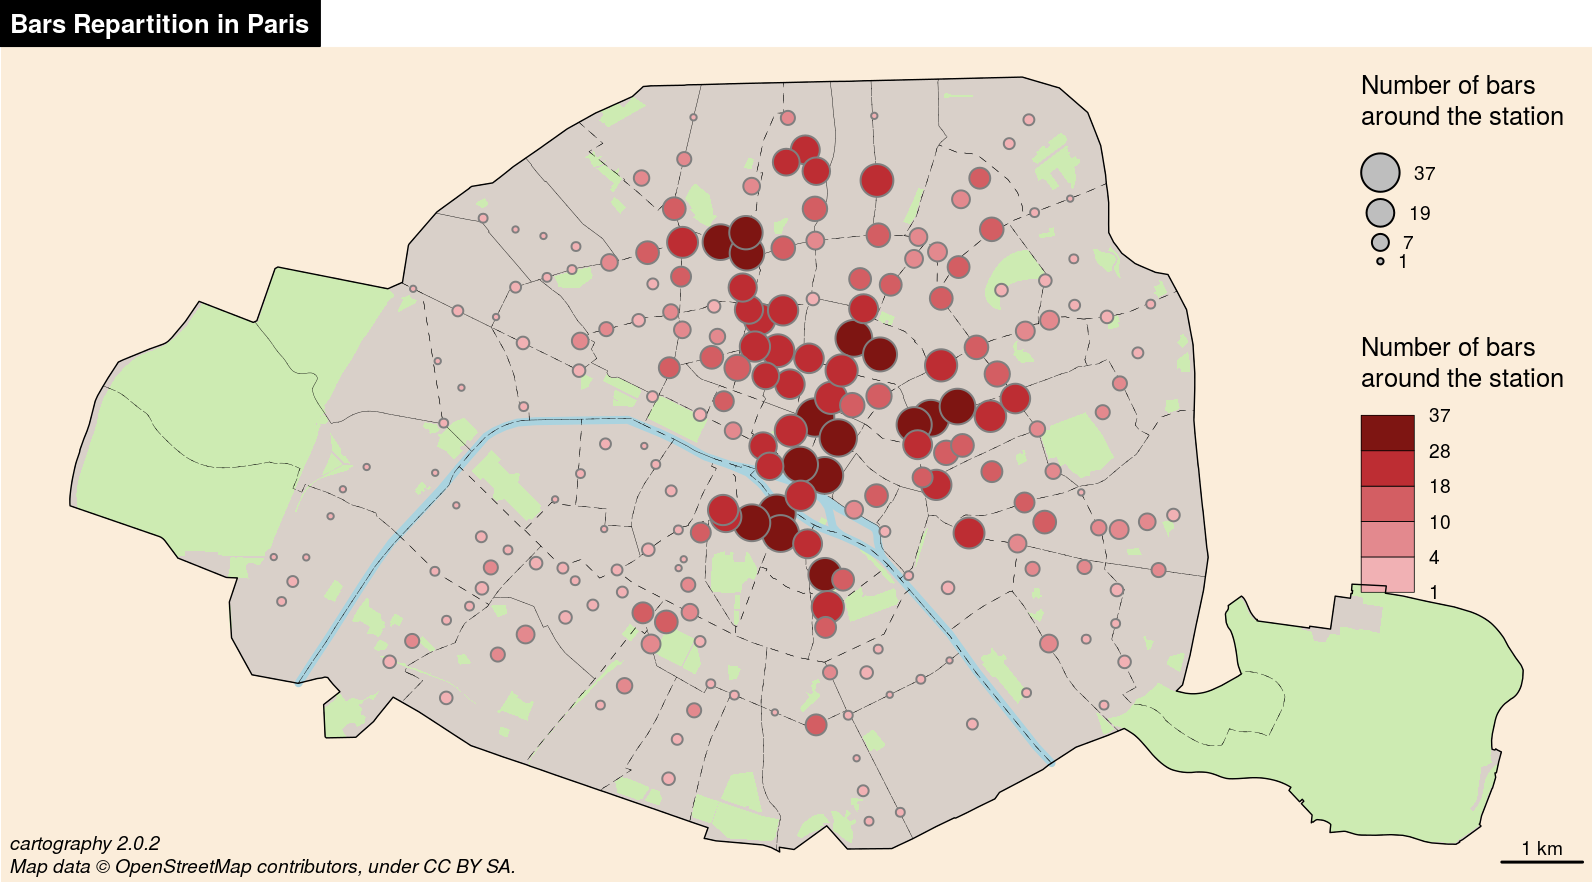 Bars Repartition in Paris
Number of bars
around the station
37
19
7
1
Number of bars
around the station
37
28
18
10
4
1
cartography 2.0.2
Map data © OpenStreetMap contributors, under CC BY SA.
1 km